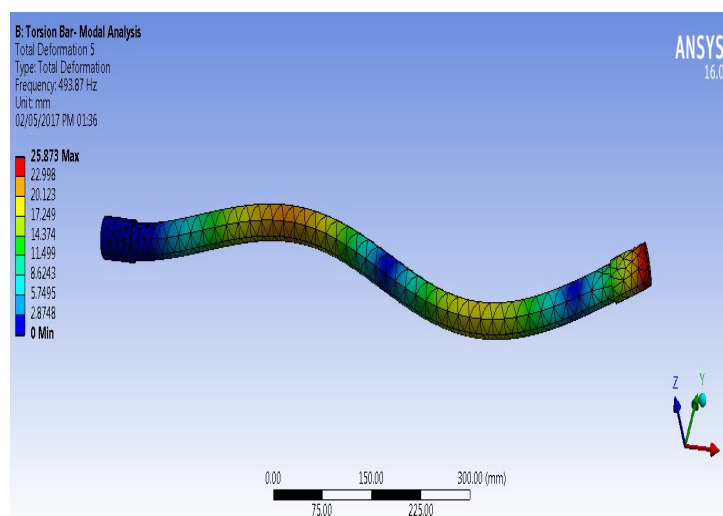 B: Torsion Bar- Modal Analysis
Total Deformation 5
Type: Total Deformation
Frequency: 493.87 Hz
Unit: mm
02/05/2017 PM 01:36
ANSYS
16.0
25.873 Max
22.998
20.123
17.249
14.374
11.499
8.6243
5.7495
2.8748
0 Min
Z
Y
0.00 150.00 300.00 (mm)
75.00 225.00